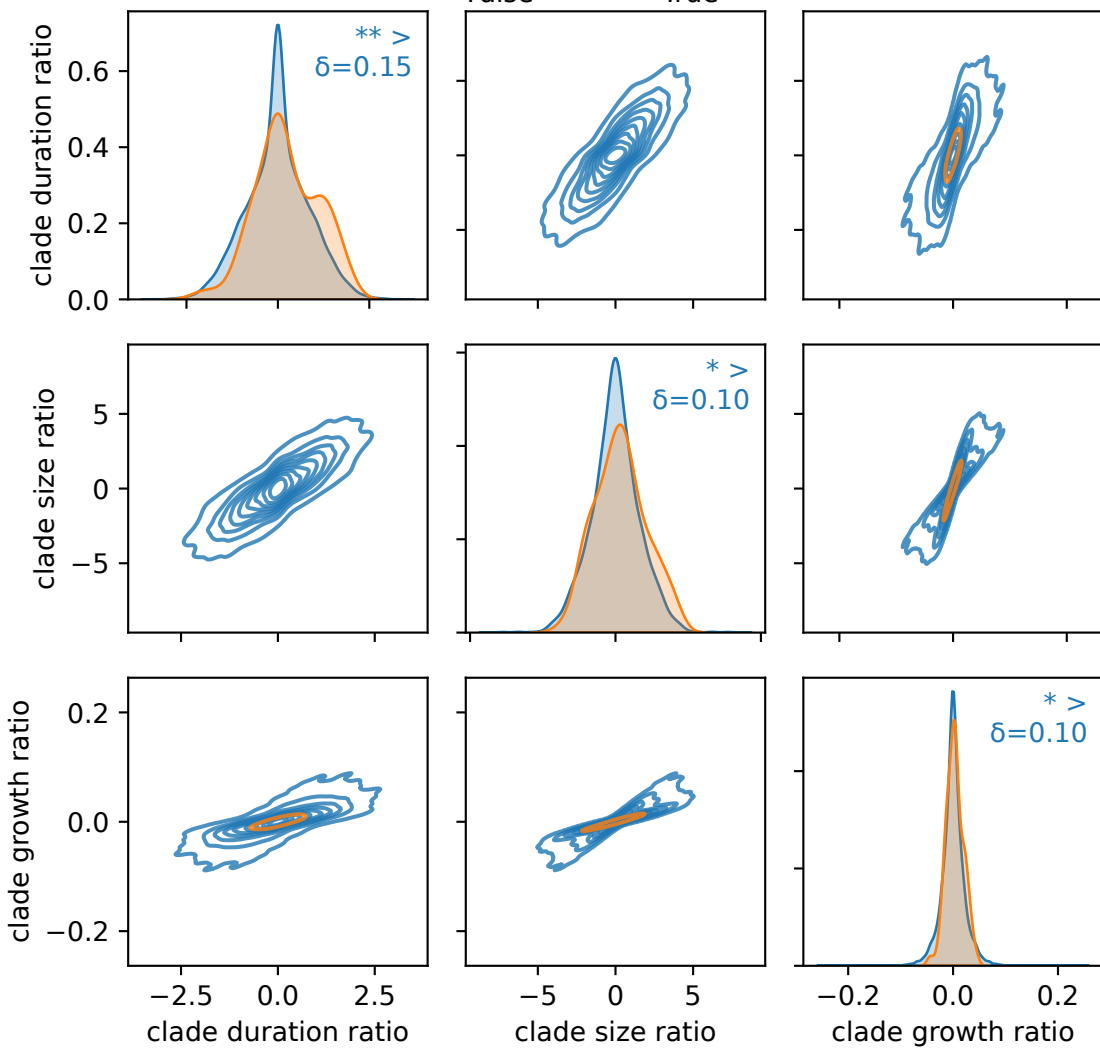 clade duration ratio
0.6
0.4
0.2
0.0
** >
δ=0.15
clade size ratio
5
0
−5
* >
δ=0.10
clade growth ratio
0.2
0.0
−0.2
* >
δ=0.10
−2.5 0.0 2.5
−5 0 5
−0.2 0.0 0.2
clade duration ratio
clade size ratio
clade growth ratio